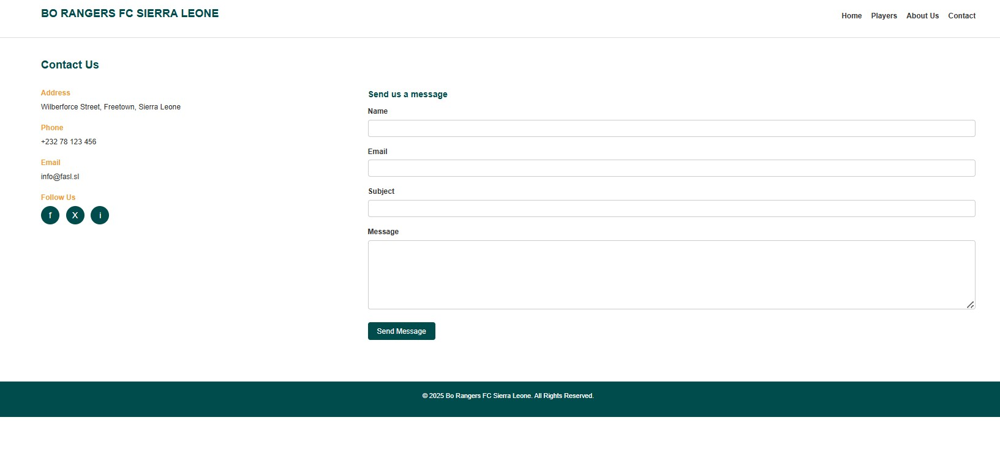 BO RANGERS FC SIERRA LEONE
Home Players About Us Contact
Contact Us
Address
Wilberforce Street, Freetown, Sierra Leone
Phone
+232 78 123 456
Email
info@fasl.sl
Follow Us
f X i
Send us a message
Name
Email
Subject
Message
Send Message
© 2025 Bo Rangers FC Sierra Leone. All Rights Reserved.